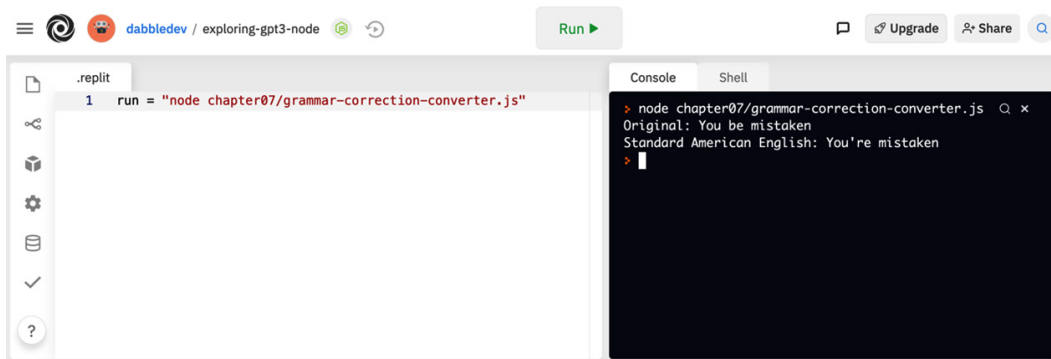 dabbledev / exploring-gpt3-node
Run
Upgrade
Share
.replit
1 run = "node chapter07/grammar-correction-converter.js"
Console Shell
> node chapter07/grammar-correction-converter.js
Original: You be mistaken
Standard American English: You're mistaken
>
?